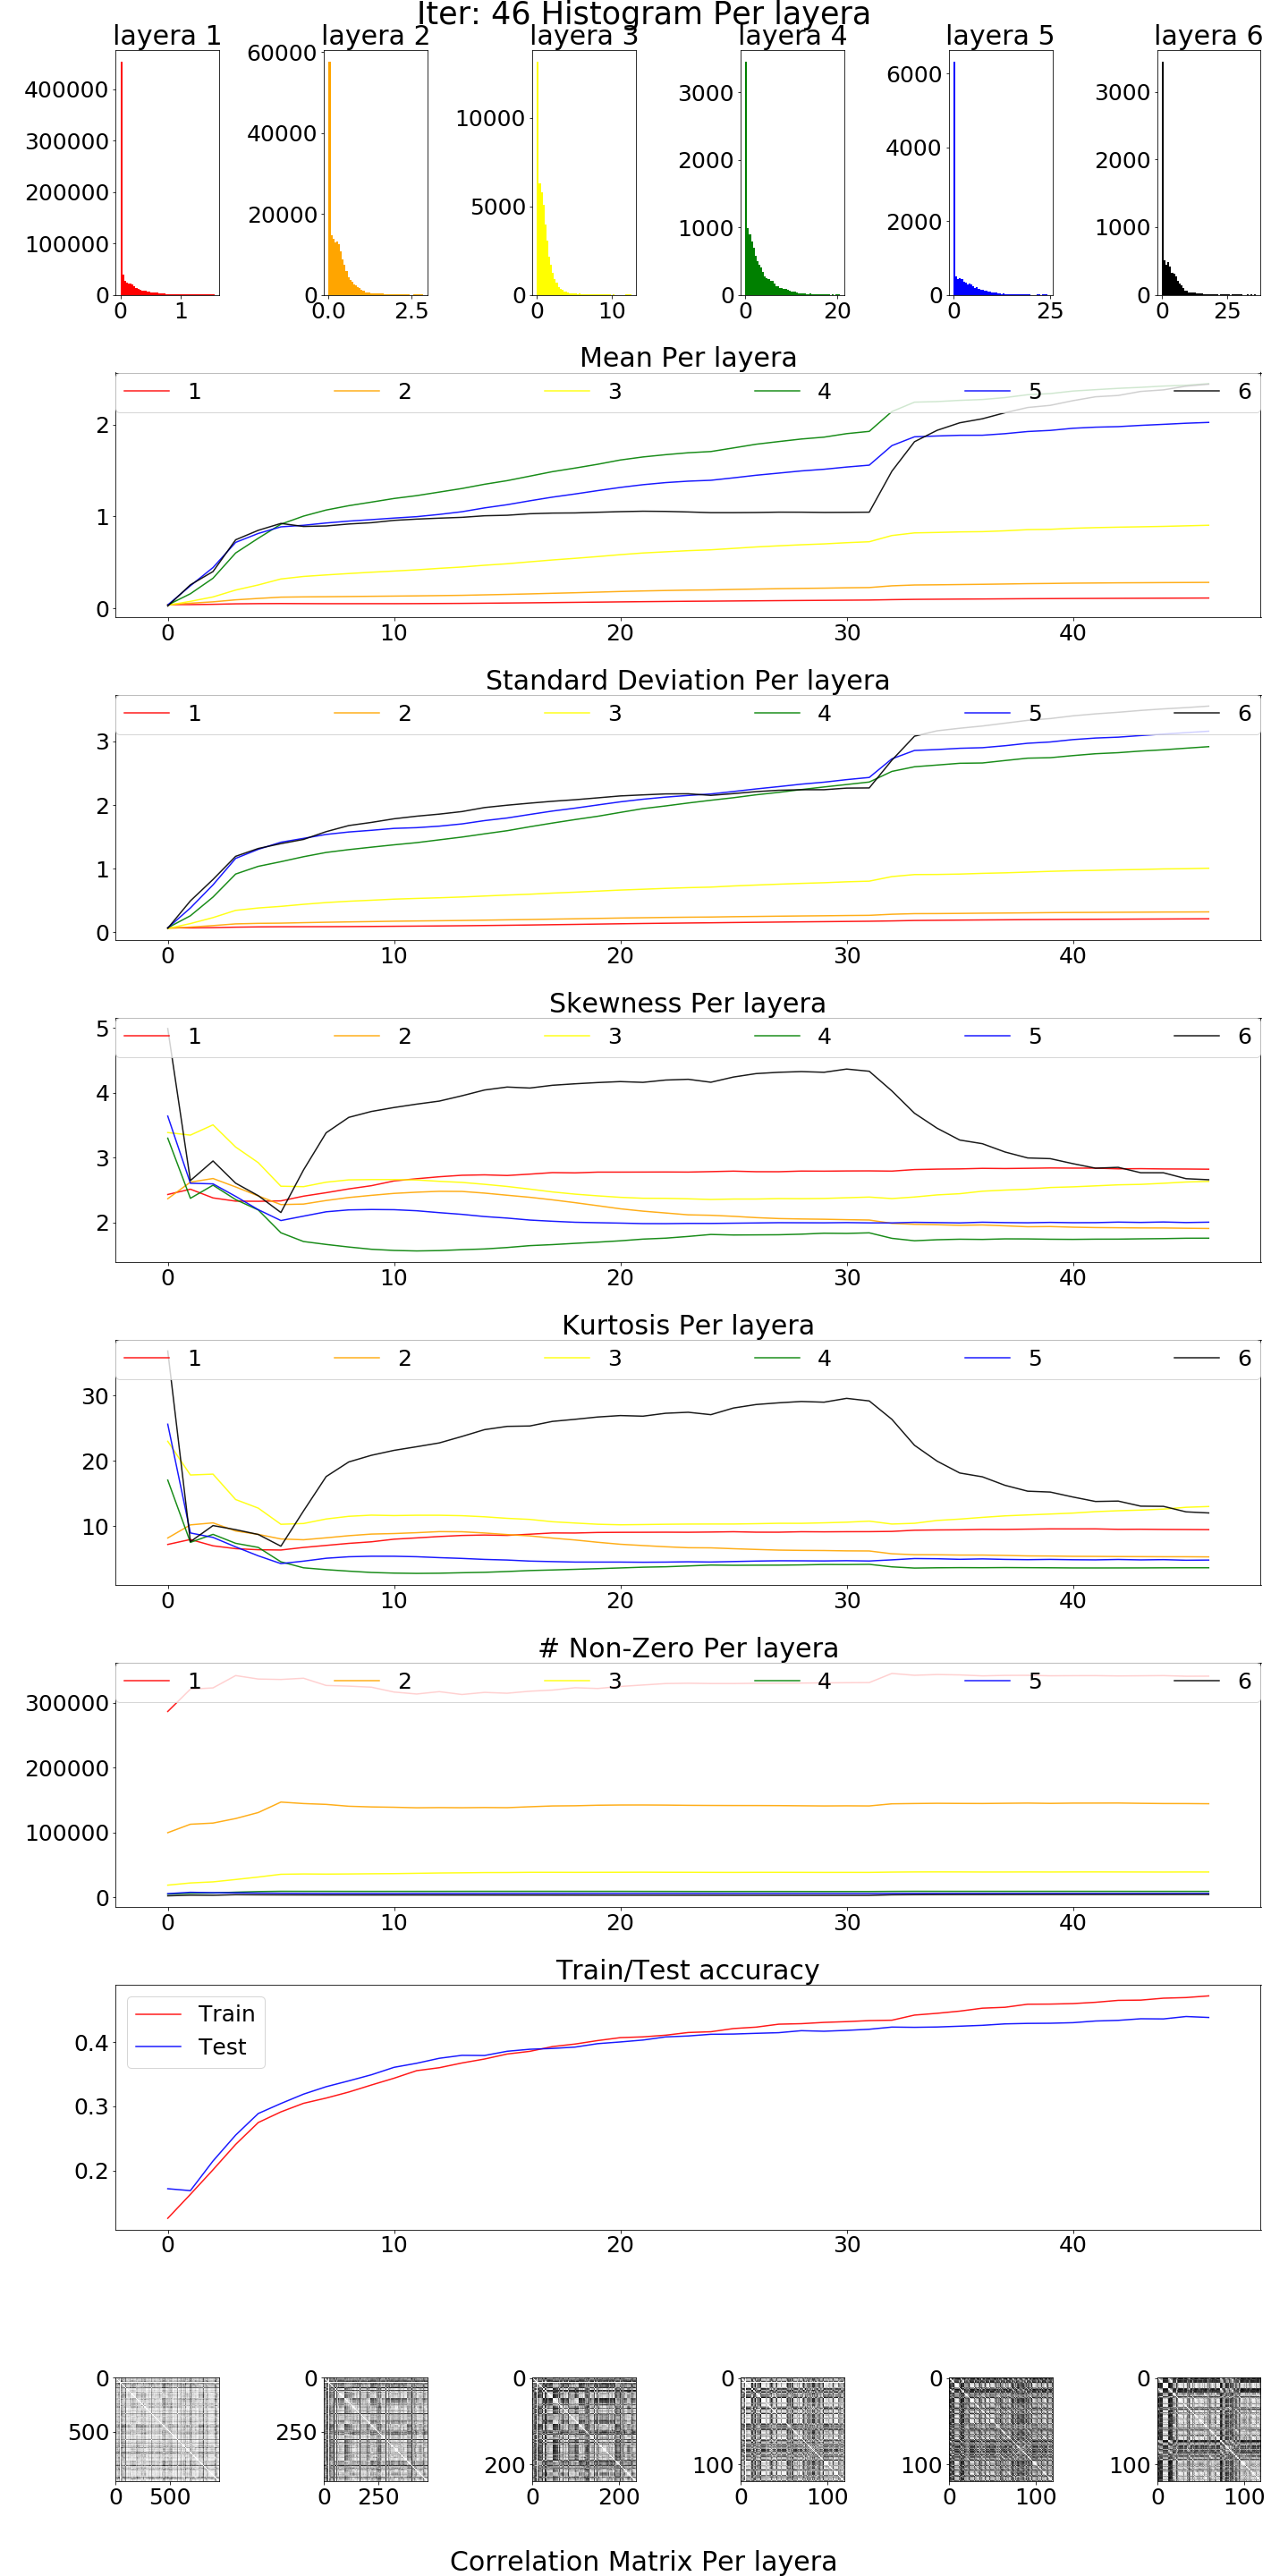 Iter: 46 Histogram Per layera
layera 1 layera 2 layera 3 layera 4 layera 5 layera 6
400000 300000 200000 100000 0
0 1
60000 40000 20000 0
0.0 2.5
10000 5000 0
0 10
3000 2000 1000 0
0 20
6000 4000 2000 0
0 25
3000 2000 1000 0
0 25
Mean Per layera
1 2 3 4 5 6
2
1
0
0 10 20 30 40
Standard Deviation Per layera
1 2 3 4 5 6
3
2
1
0
0 10 20 30 40
Skewness Per layera
1 2 3 4 5 6
5
4
3
2
0 10 20 30 40
Kurtosis Per layera
1 2 3 4 5 6
30
20
10
0 10 20 30 40
# Non-Zero Per layera
1 2 3 4 5 6
300000
200000
100000
0
0 10 20 30 40
Train/Test accuracy
Train
Test
0.4
0.3
0.2
0 10 20 30 40
0 500
0 500
0 250
0 250
0 200
0 200
0 100
0 100
0 100
0 100
0 100
0 100
Correlation Matrix Per layera